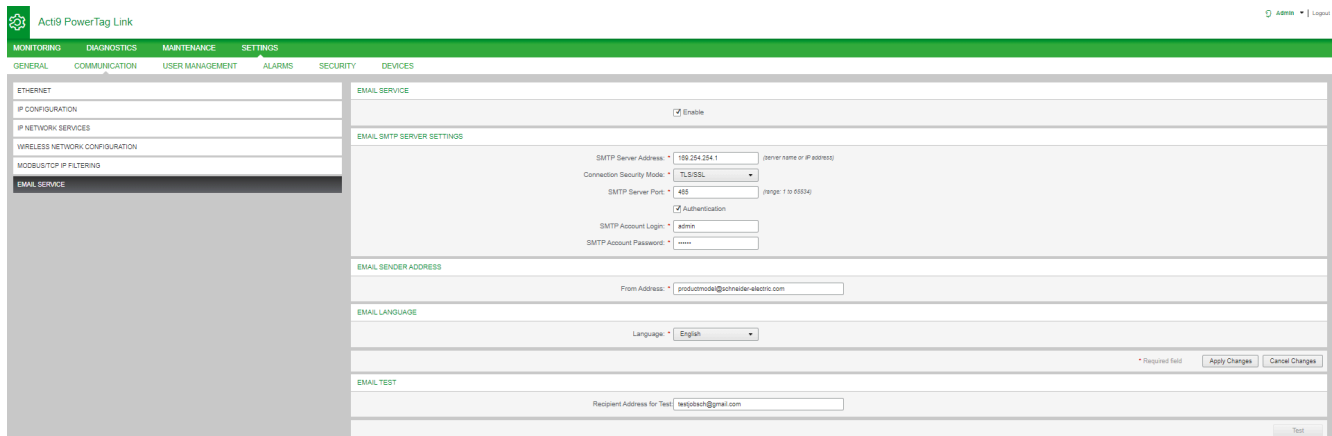 Acti9 PowerTag Link
Admin | Logout
MONITORING DIAGNOSTICS MAINTENANCE SETTINGS
GENERAL COMMUNICATION USER MANAGEMENT ALARMS SECURITY DEVICES
ETHERNET
IP CONFIGURATION
IP NETWORK SERVICES
WIRELESS NETWORK CONFIGURATION
MODBUS/TCP IP FILTERING
EMAIL SERVICE
EMAIL SERVICE
Enable
EMAIL SMTP SERVER SETTINGS
SMTP Server Address: * 169.254.254.1 (server name or IP address)
Connection Security Mode: * TLS/SSL
SMTP Server Port: * 465 (range: 1 to 65534)
Authentication
SMTP Account Login: * admin
SMTP Account Password: * ••••••
EMAIL SENDER ADDRESS
From Address: * productmodel@schneider-electric.com
EMAIL LANGUAGE
Language: * English
* Required field Apply Changes Cancel Changes
EMAIL TEST
Recipient Address for Test: testjobsch@gmail.com
Test